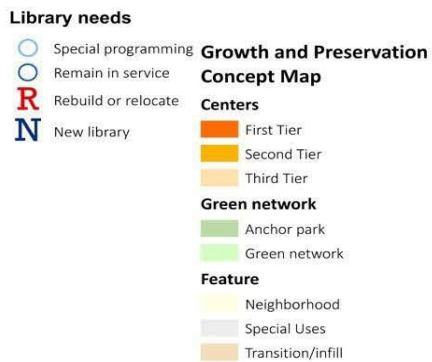 Library needs
Special programming
Remain in service
R Rebuild or relocate
N New library
Growth and Preservation
Concept Map
Centers
First Tier
Second Tier
Third Tier
Green network
Anchor park
Green network
Feature
Neighborhood
Special Uses
Transition/infill